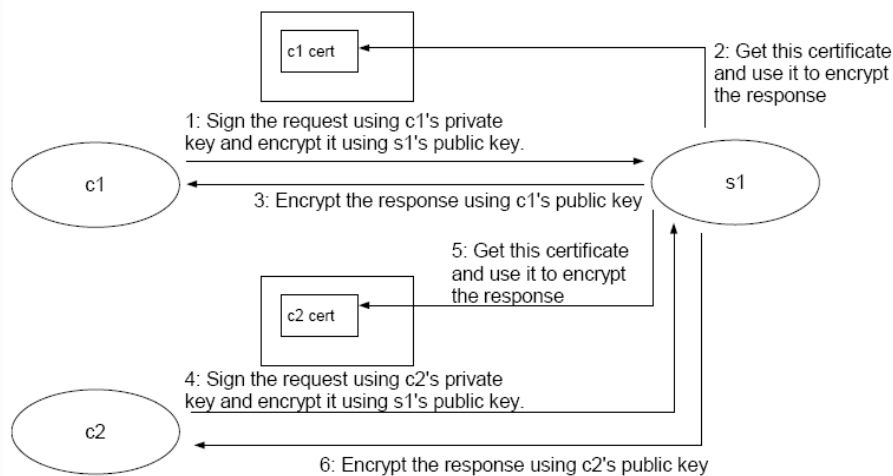 c1 cert
2: Get this certificate
and use it to encrypt
the response
1: Sign the request using c1's private
key and encrypt it using s1's public key.
c1
s1
3: Encrypt the response using c1's public key
5: Get this certificate
and use it to encrypt
the response
c2 cert
4: Sign the request using c2's private
key and encrypt it using s1's public key.
c2
6: Encrypt the response using c2's public key